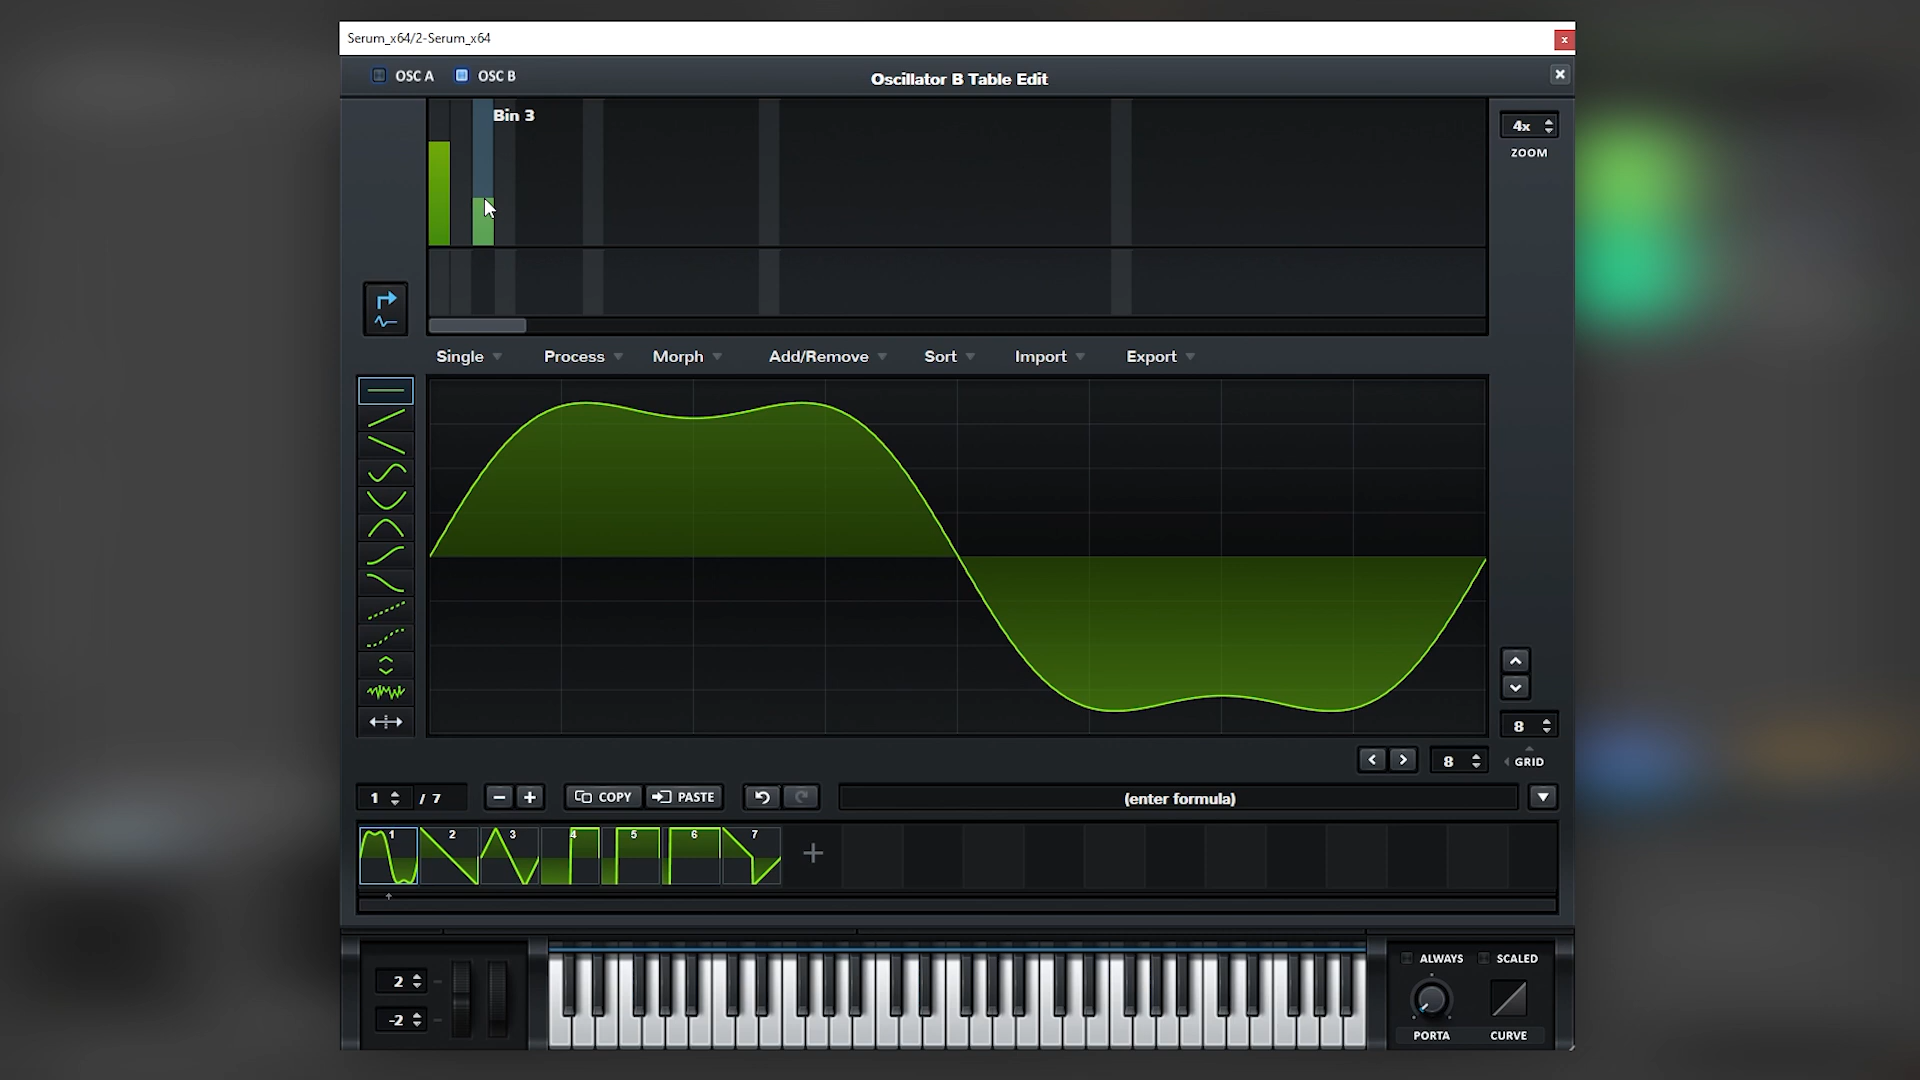 Serum_x64/2-Serum_x64
x
OSC A OSC B
Oscillator B Table Edit
Bin 3
4x
ZOOM
Single Process Morph Add/Remove Sort Import Export
8
8 GRID
1 / 7 COPY PASTE (enter formula)
1 2 3 4 5 6 7
2
-2
ALWAYS SCALED
PORTA CURVE